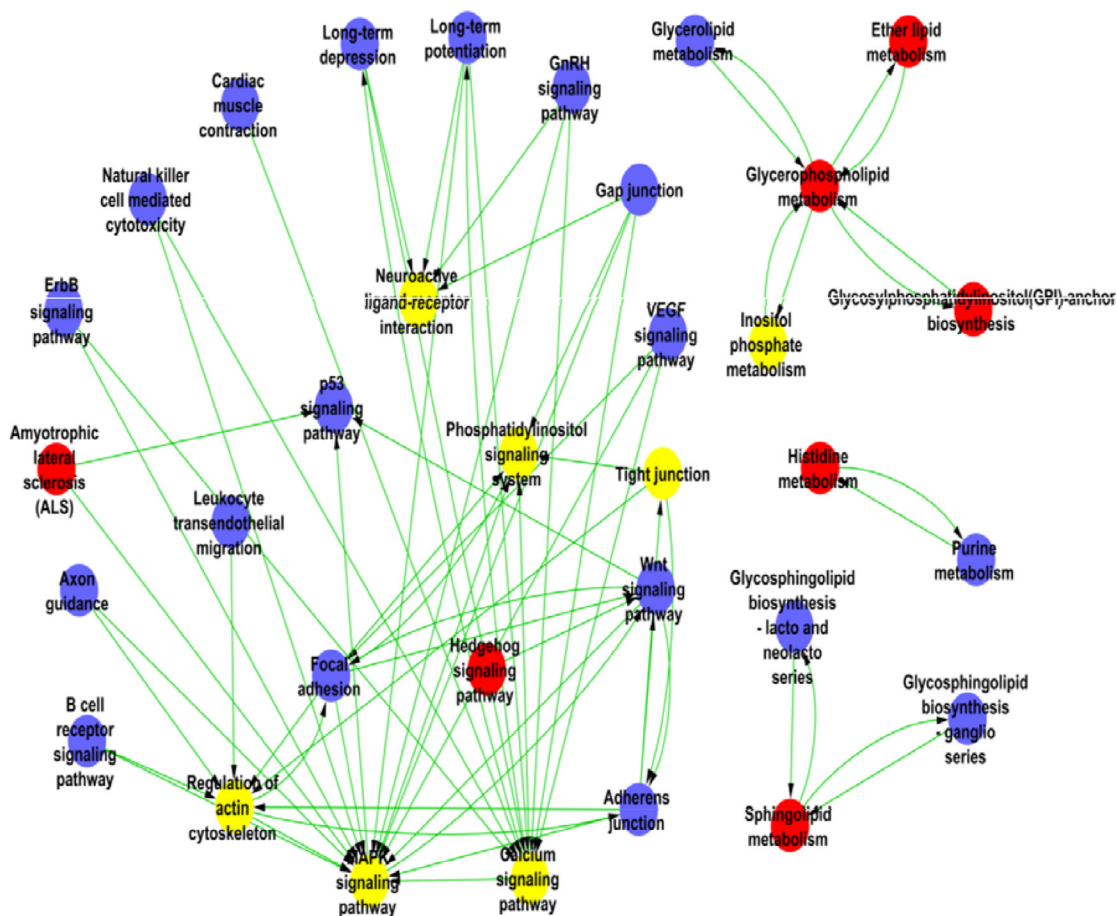 Long-term
depression
Long-term
potentiation
GnRH
signaling
pathway
Glycerolipid
metabolism
Ether lipid
metabolism
Cardiac
muscle
contraction
Natural killer
cell mediated
cytotoxicity
Gap junction
Glycerophospholipid
metabolism
ErbB
signaling
pathway
Neuroactive
ligand-receptor
interaction
VEGF
signaling
pathway
Inositol
phosphate
metabolism
Glycosylphosphatidylinositol(GPI)-anchor
biosynthesis
p53
signaling
pathway
Amyotrophic
lateral
sclerosis
(ALS)
Phosphatidylinositol
signaling
system
Tight junction
Histidine
metabolism
Leukocyte
transendothelial
migration
Purine
metabolism
Axon
guidance
Wnt
signaling
pathway
Glycosphingolipid
biosynthesis
- lacto and
neolacto
series
Focal
adhesion
Hedgehog
signaling
pathway
Glycosphingolipid
biosynthesis
- ganglio
series
B cell
receptor
signaling
pathway
Regulation of
actin
cytoskeleton
Adherens
junction
Sphingolipid
metabolism
MAPK
signaling
pathway
Calcium
signaling
pathway